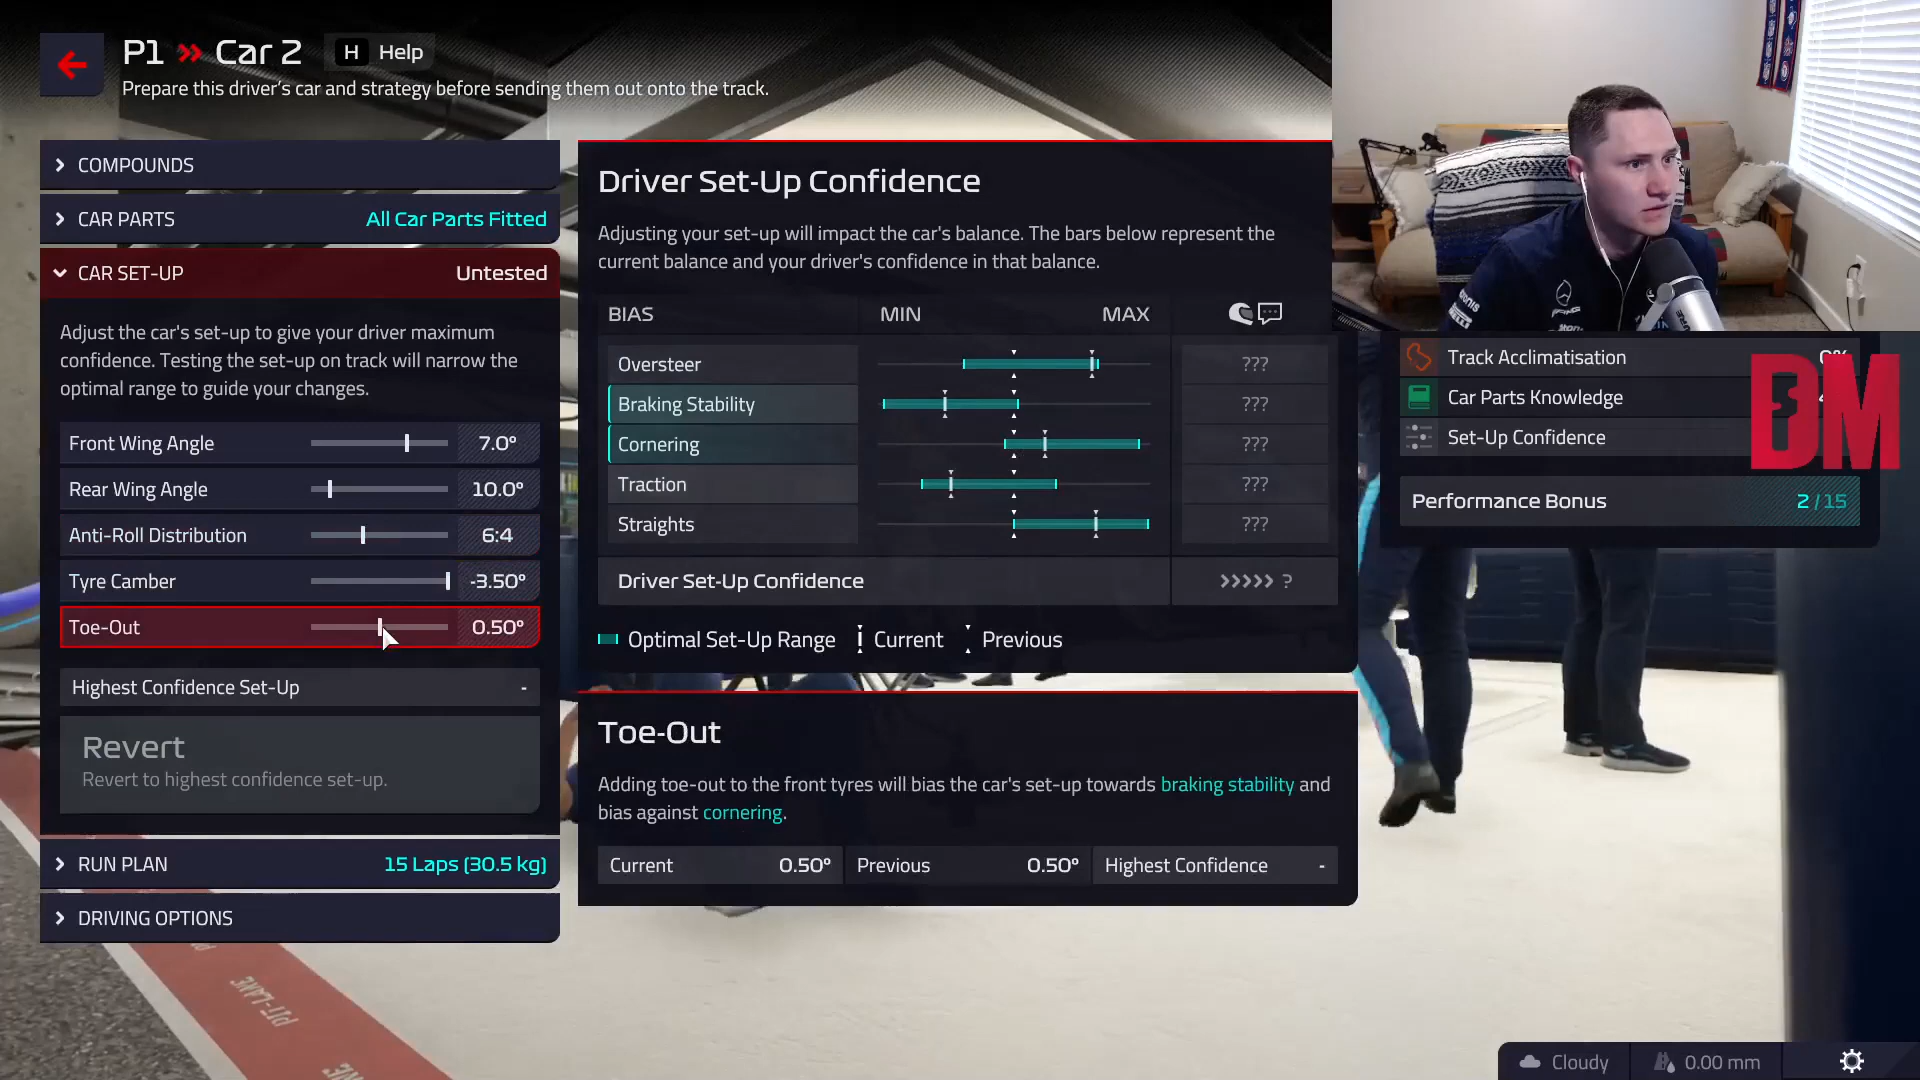 P1 Car 2 H Help
Prepare this driver's car and strategy before sending them out onto the track.
COMPOUNDS
CAR PARTS All Car Parts Fitted
CAR SET-UP Untested
Adjust the car's set-up to give your driver maximum
confidence. Testing the set-up on track will narrow the
optimal range to guide your changes.
Front Wing Angle 7.0°
Rear Wing Angle 10.0°
Anti-Roll Distribution 6:4
Tyre Camber -3.50°
Toe-Out 0.50°
Highest Confidence Set-Up -
Revert
Revert to highest confidence set-up.
RUN PLAN 15 Laps (30.5 kg)
DRIVING OPTIONS
Driver Set-Up Confidence
Adjusting your set-up will impact the car's balance. The bars below represent the
current balance and your driver's confidence in that balance.
BIAS MIN MAX
Oversteer ???
Braking Stability ???
Cornering ???
Traction ???
Straights ???
Driver Set-Up Confidence ?
Optimal Set-Up Range Current Previous
Toe-Out
Adding toe-out to the front tyres will bias the car's set-up towards braking stability and
bias against cornering.
Current 0.50° Previous 0.50° Highest Confidence -
Track Acclimatisation
Car Parts Knowledge
Set-Up Confidence
Performance Bonus 2/15
BM
PIT-LANE
Cloudy 0.00 mm